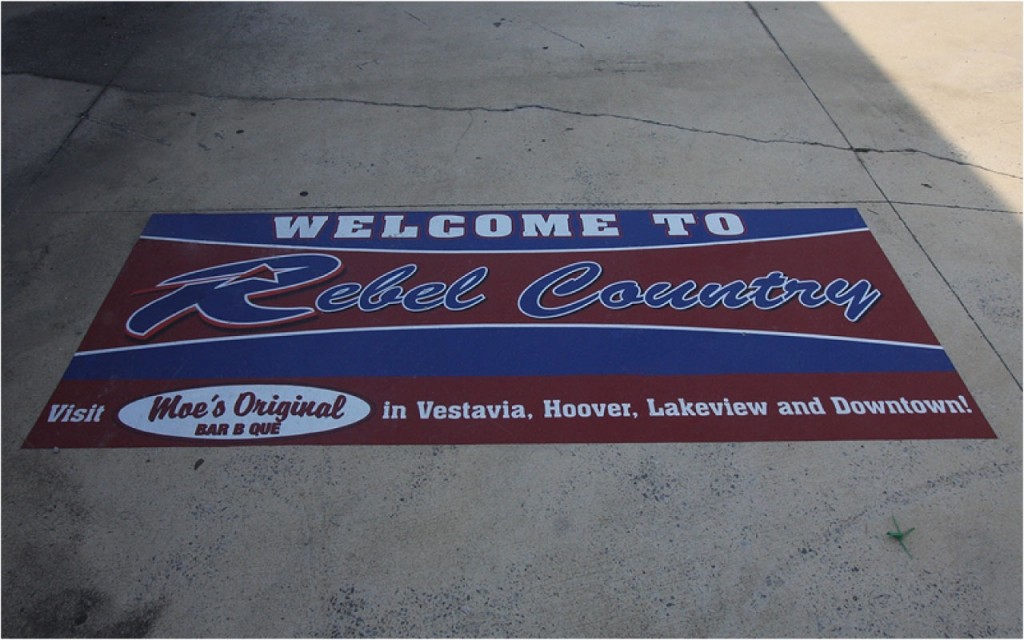 WELCOME TO
Rebel Country
Visit Moe's Original BAR B QUE in Vestavia, Hoover, Lakeview and Downtown!